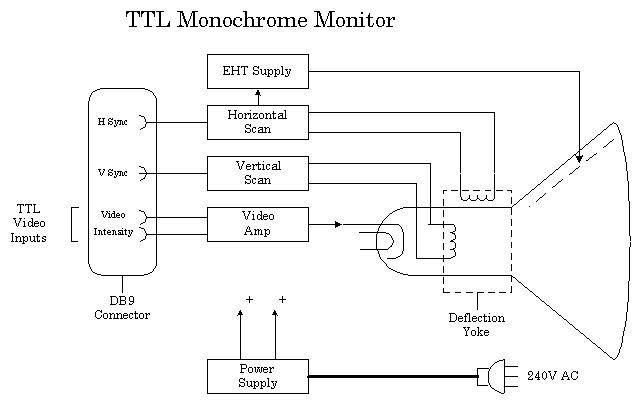 TTL Monochrome Monitor
EHT Supply
H Sync
Horizontal
Scan
V Sync
Vertical
Scan
TTL
Video
Inputs
Video
Intensity
Video
Amp
DB9
Connector
+ +
Deflection
Yoke
Power
Supply
240V AC